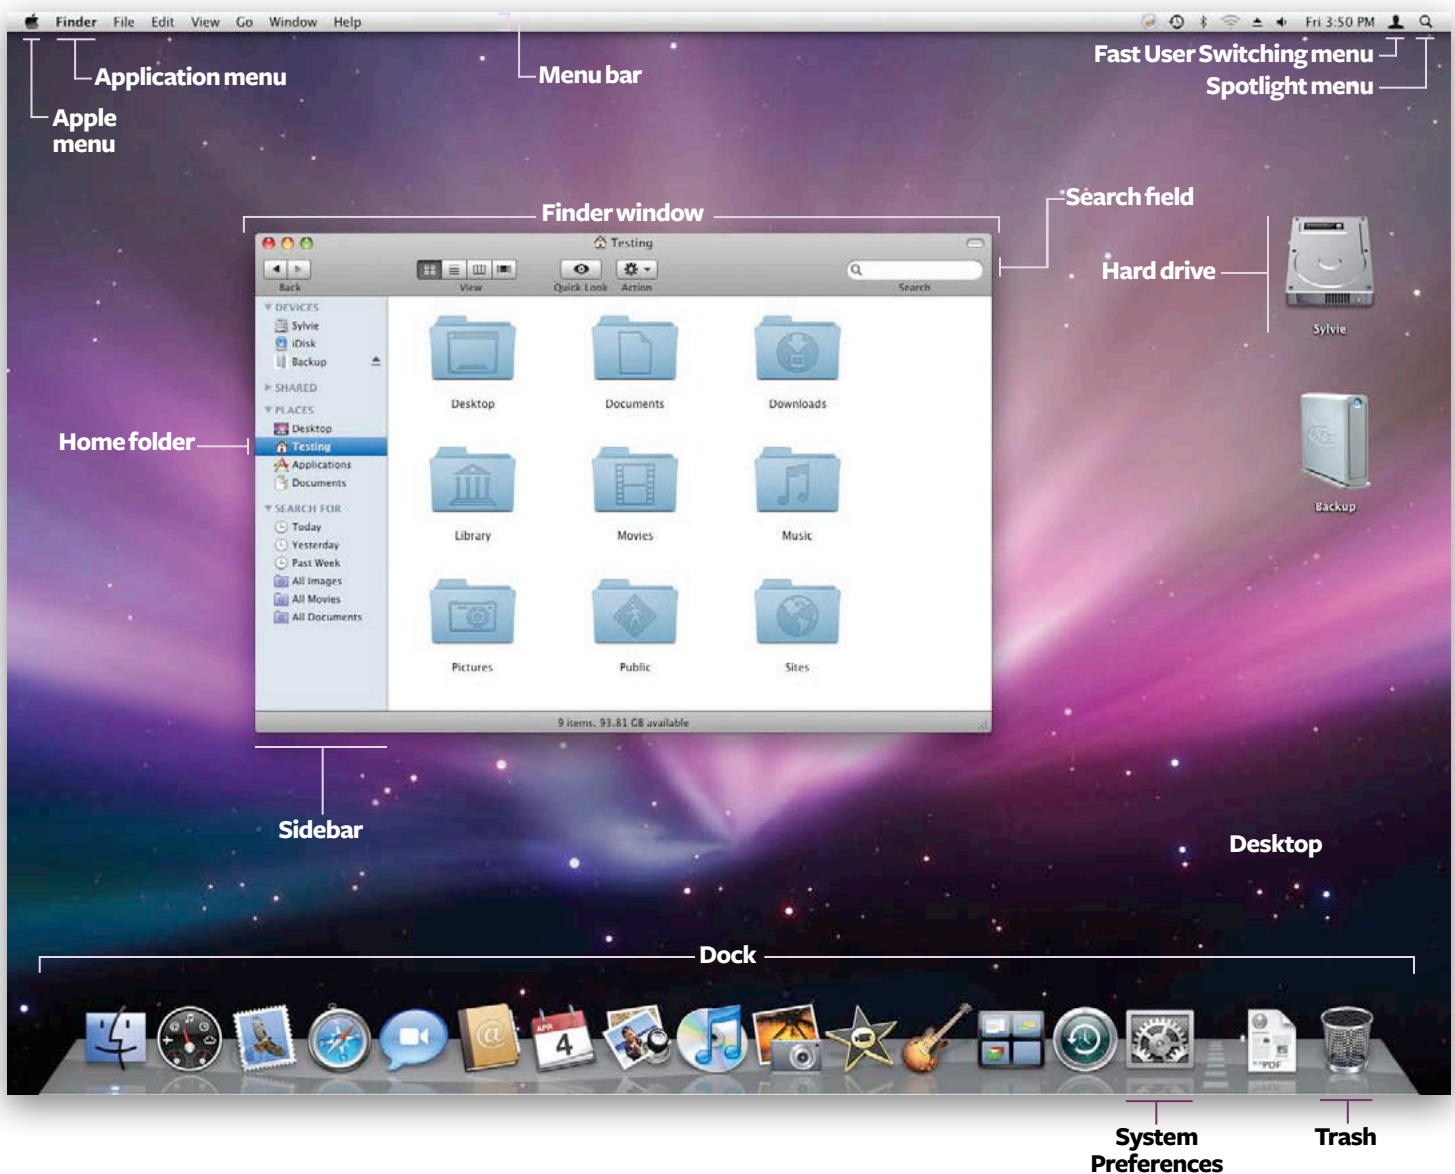 Finder File Edit View Go Window Help
Fri 3:50 PM
Application menu
Menu bar
Fast User Switching menu
Spotlight menu
Apple
menu
Search field
Finder window
Hard drive
Testing
Back
View
Quick Look
Action
Search
DEVICES
Sylvie
iDisk
Backup
SHARED
PLACES
Desktop
Testing
Applications
Documents
SEARCH FOR
Today
Yesterday
Past Week
All Images
All Movies
All Documents
Home folder
Desktop
Documents
Downloads
Library
Movies
Music
Pictures
Public
Sites
9 items, 93.81 GB available
Sylvie
Backup
Sidebar
Desktop
Dock
APR
4
@
PDF
System
Preferences
Trash